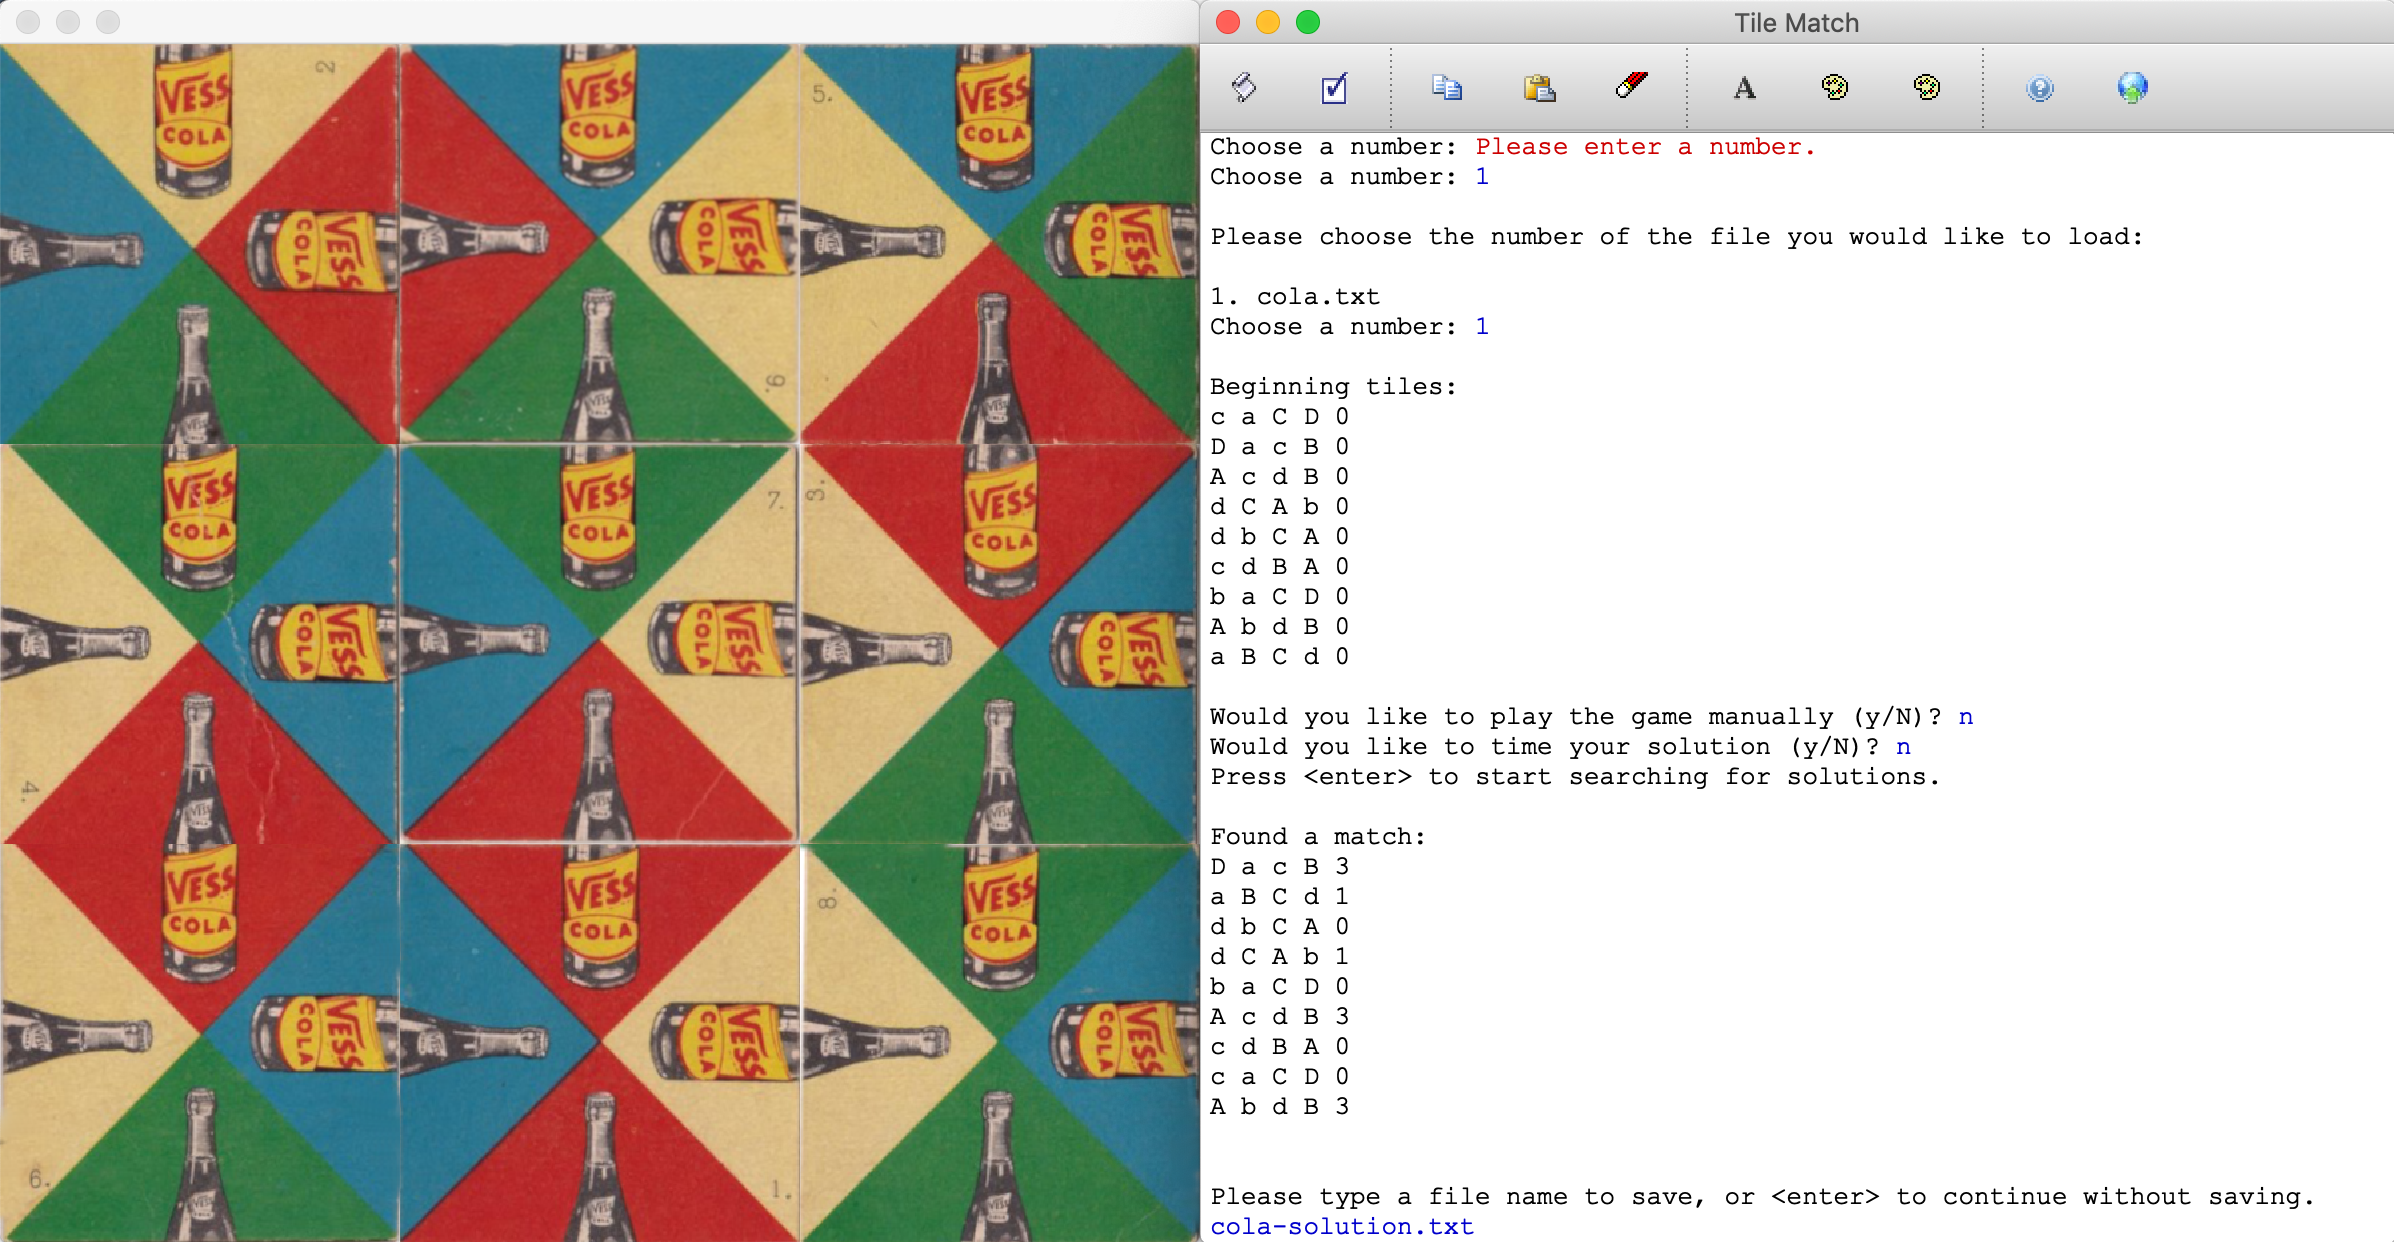 2
VESS
COLA
VESS
COLA
5.
VESS
COLA
VESS
COLA
VESS
COLA
VESS
COLA
9.
VESS
COLA
VESS
COLA
7.
3.
VESS
COLA
VESS
COLA
VESS
COLA
VESS
COLA
4.
VESS
COLA
VESS
COLA
8.
VESS
COLA
VESS
COLA
VESS
COLA
VESS
COLA
6.
1.
Tile Match
Choose a number: Please enter a number.
Choose a number: 1
Please choose the number of the file you would like to load:
1. cola.txt
Choose a number: 1
Beginning tiles:
c a C D 0
D a c B 0
A c d B 0
d C A b 0
d b C A 0
c d B A 0
b a C D 0
A b d B 0
a B C d 0
Would you like to play the game manually (y/N)? n
Would you like to time your solution (y/N)? n
Press <enter> to start searching for solutions.
Found a match:
D a c B 3
a B C d 1
d b C A 0
d C A b 1
b a C D 0
A c d B 3
c d B A 0
c a C D 0
A b d B 3
Please type a file name to save, or <enter> to continue without saving.
cola-solution.txt